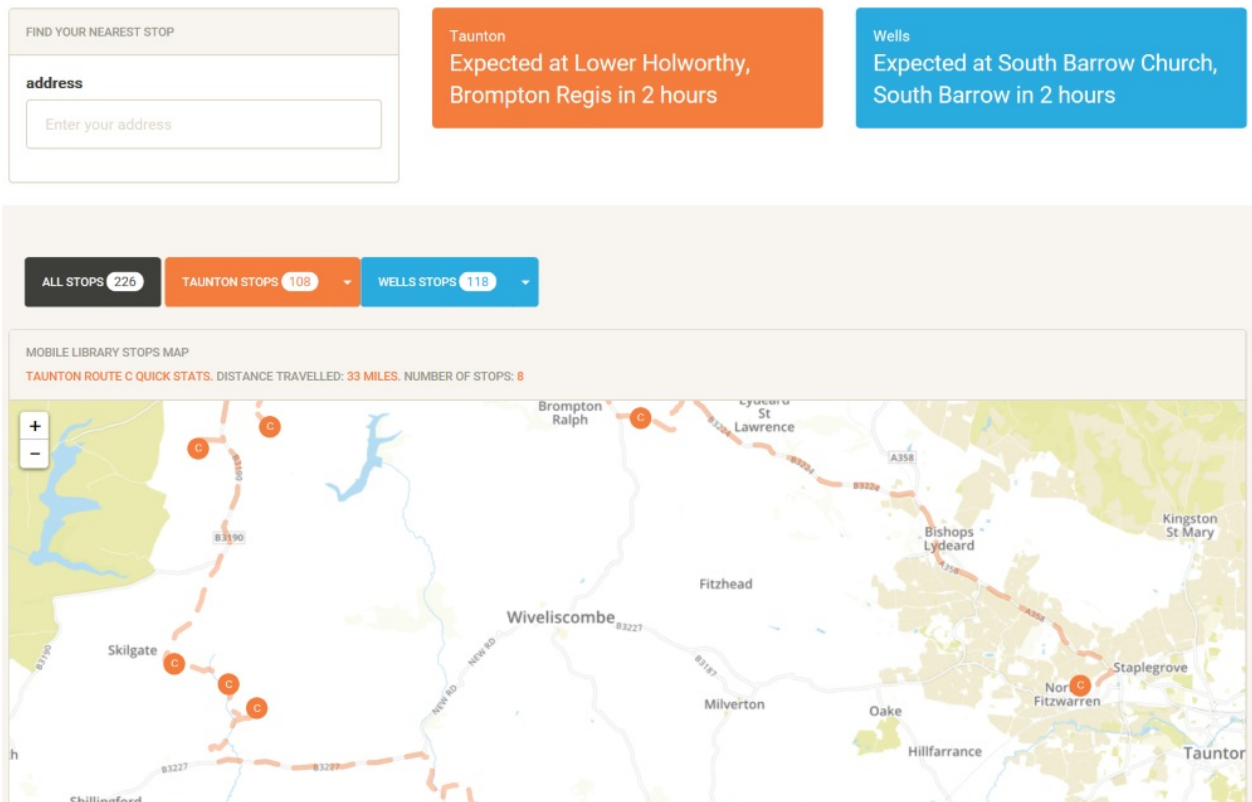 FIND YOUR NEAREST STOP
address
Enter your address
Taunton
Expected at Lower Holworthy,
Brompton Regis in 2 hours
Wells
Expected at South Barrow Church,
South Barrow in 2 hours
ALL STOPS 226
TAUNTON STOPS 108
WELLS STOPS 118
MOBILE LIBRARY STOPS MAP
TAUNTON ROUTE C QUICK STATS. DISTANCE TRAVELLED: 33 MILES. NUMBER OF STOPS: 8
+
−
C
C
B3190
B3190
Brompton
Ralph
C
Lydeard
St
Lawrence
B3224
B3224
B3224
A358
Bishops
Lydeard
Kingston
St Mary
A358
A358
Fitzhead
Wiveliscombe
B3227
NEW RD
NEW RD
B3187
Milverton
Skilgate
B3190
C
C
C
Staplegrove
C
Fitzwarren
Oake
Hillfarrance
Taunton
B3227
B3227
Shillingford